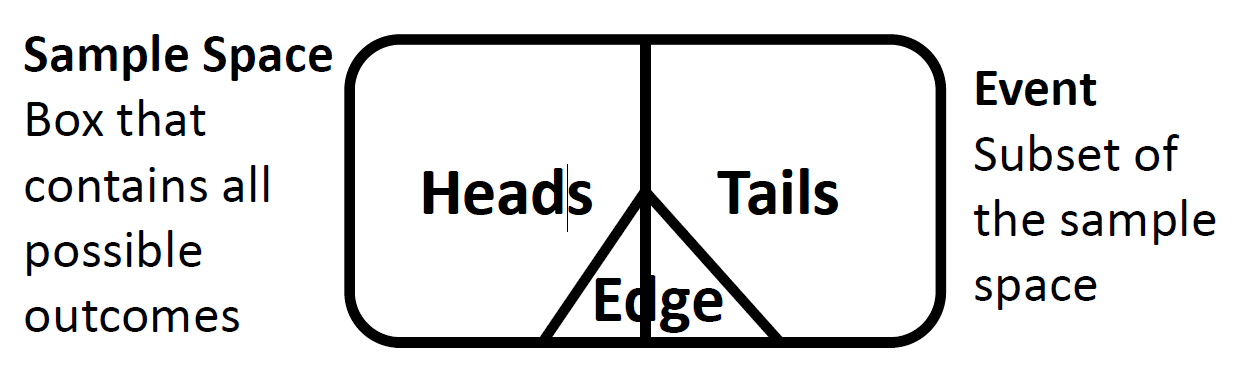 Sample Space
Box that
contains all
possible
outcomes
Heads
Tails
Edge
Event
Subset of
the sample
space